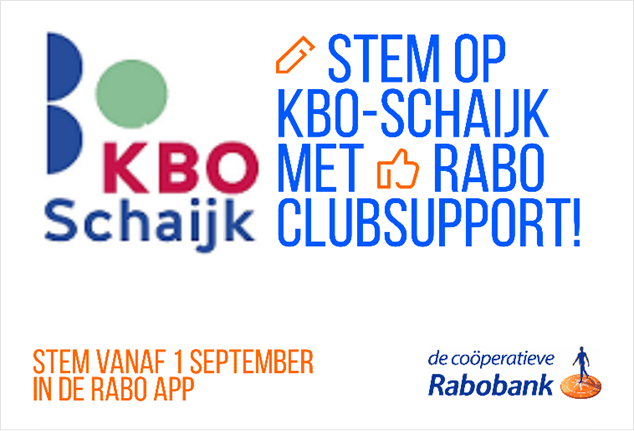 KBO
Schaijk
STEM OP
KBO-SCHAIJK
MET RABO
CLUBSUPPORT!
STEM VANAF 1 SEPTEMBER
IN DE RABO APP
de coöperatieve
Rabobank